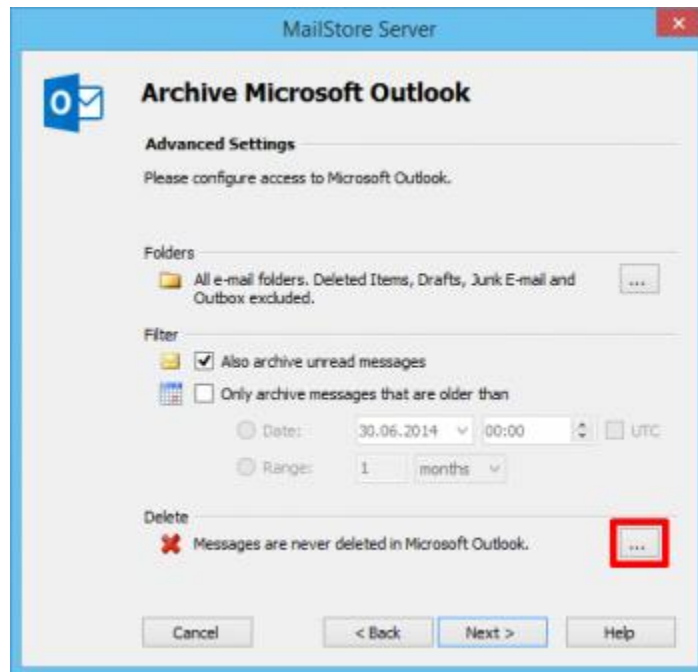 MailStore Server
Archive Microsoft Outlook
Advanced Settings
Please configure access to Microsoft Outlook.
Folders
All e-mail folders. Deleted Items, Drafts, Junk E-mail and
Outbox excluded.
...
Filter
Also archive unread messages
Only archive messages that are older than
Date: 30.06.2014 00:00 UTC
Range: 1 months
Delete
Messages are never deleted in Microsoft Outlook.
...
Cancel < Back Next > Help